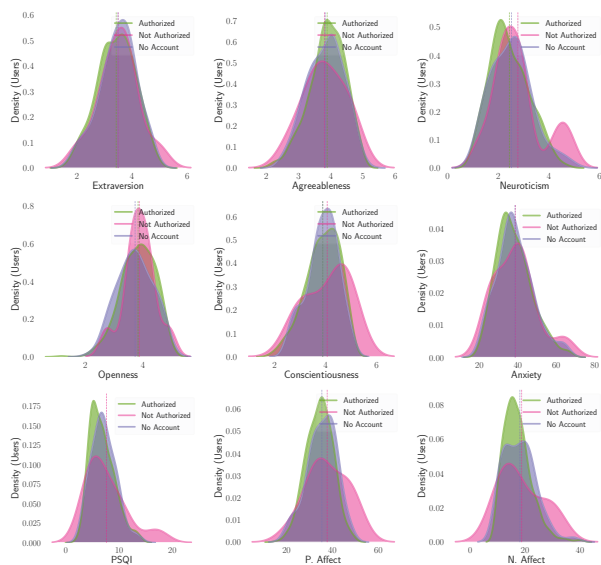 Authorized
Not Authorized
No Account
Density (Users)
0.5
0.4
0.3
0.2
0.1
0.0
2 4 6
Extraversion
Authorized
Not Authorized
No Account
Density (Users)
0.7
0.6
0.5
0.4
0.3
0.2
0.1
0.0
2 3 4 5 6
Agreeableness
Authorized
Not Authorized
No Account
Density (Users)
0.5
0.4
0.3
0.2
0.1
0.0
0 2 4 6
Neuroticism
Authorized
Not Authorized
No Account
Density (Users)
0.8
0.6
0.4
0.2
0.0
2 4
Openness
Authorized
Not Authorized
No Account
Density (Users)
0.6
0.5
0.4
0.3
0.2
0.1
0.0
2 4 6
Conscientiousness
Authorized
Not Authorized
No Account
Density (Users)
0.04
0.03
0.02
0.01
0.00
20 40 60 80
Anxiety
Authorized
Not Authorized
No Account
Density (Users)
0.175
0.150
0.125
0.100
0.075
0.050
0.025
0.000
0 10 20
PSQI
Authorized
Not Authorized
No Account
Density (Users)
0.06
0.05
0.04
0.03
0.02
0.01
0.00
20 40 60
P. Affect
Authorized
Not Authorized
No Account
Density (Users)
0.08
0.06
0.04
0.02
0.00
0 20 40
N. Affect